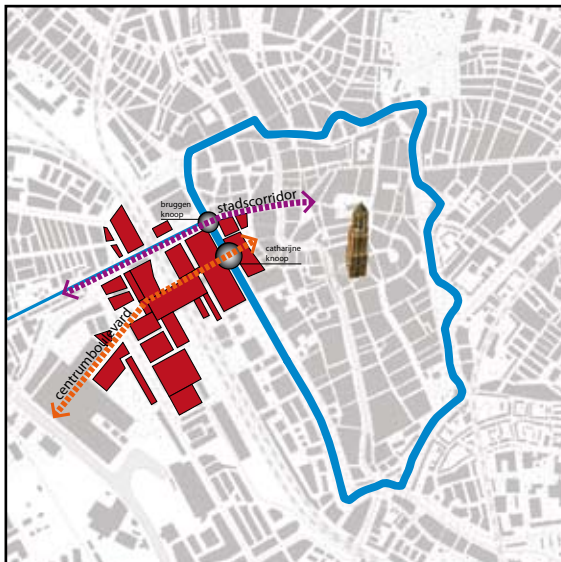 bruggen
knoop
stadscorridor
catharijne
knoop
centrumboulevard